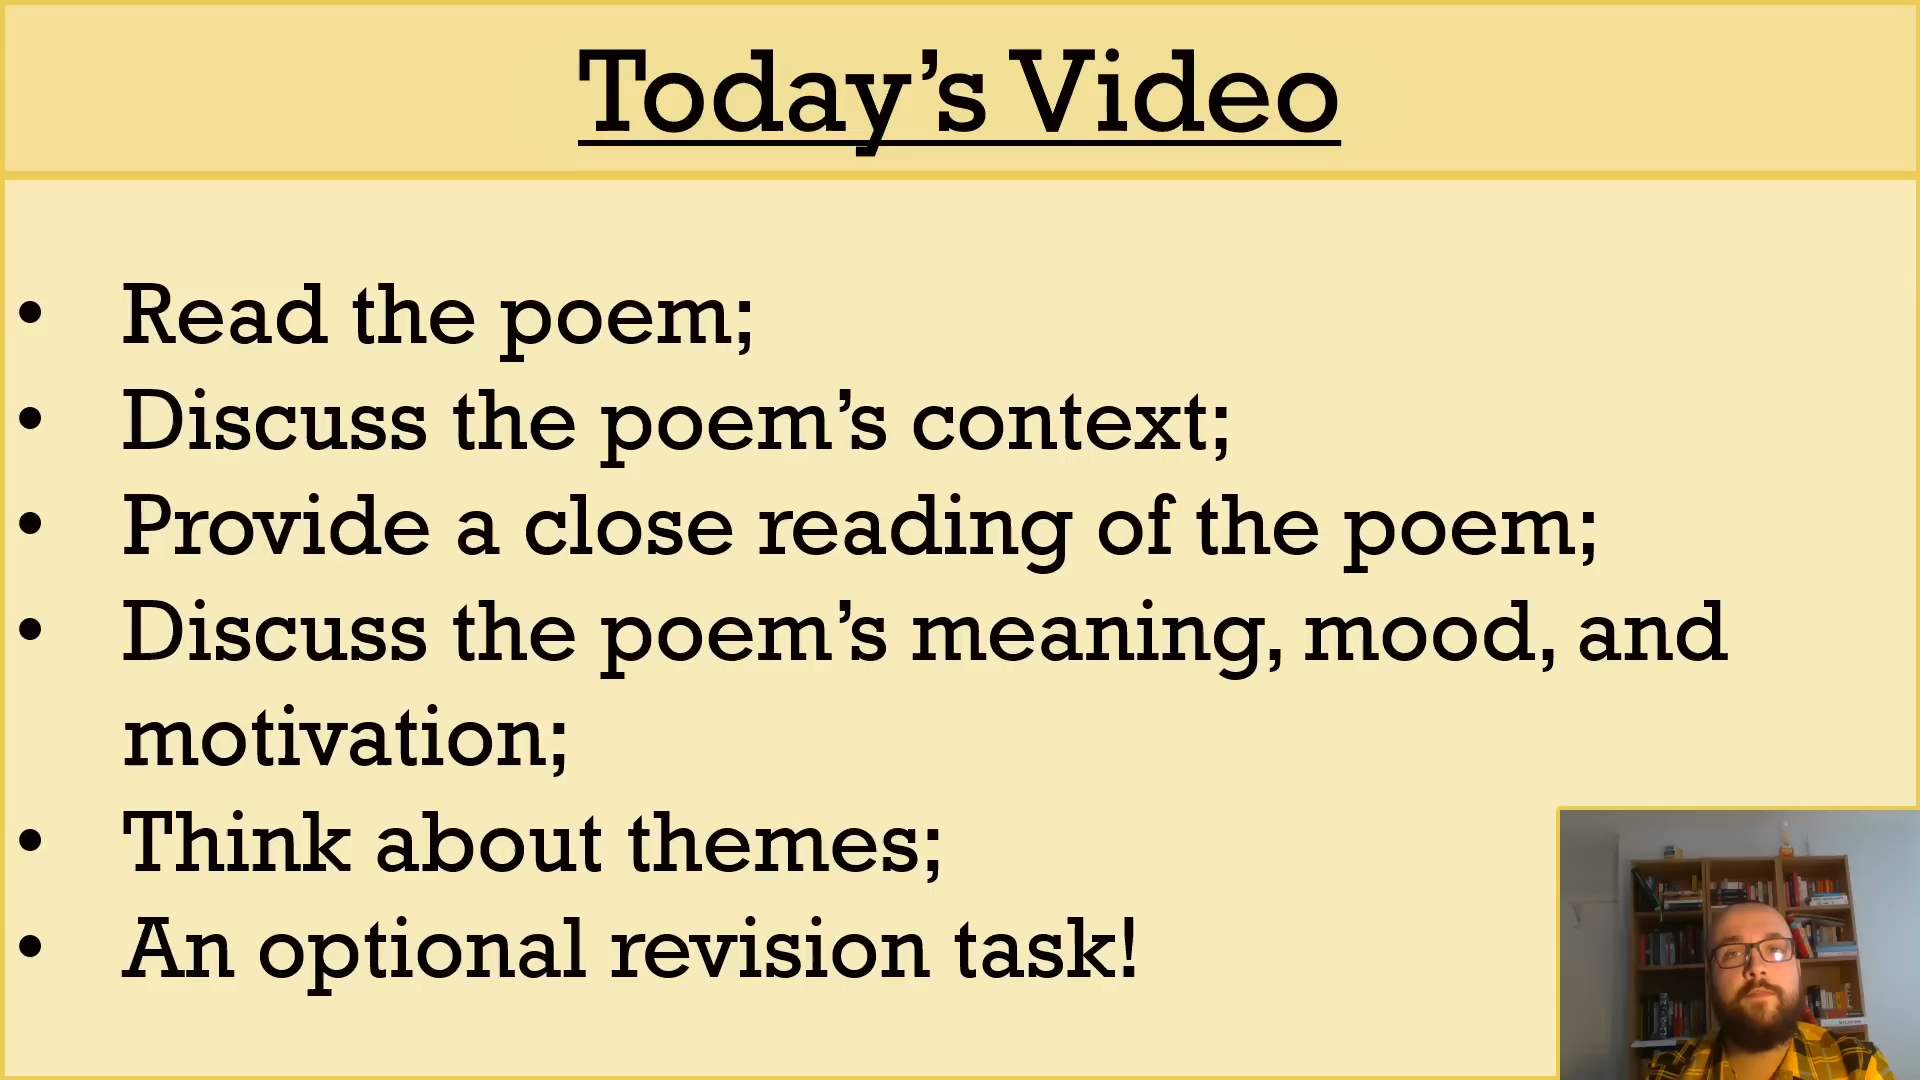 Today’s Video
• Read the poem;
• Discuss the poem’s context;
• Provide a close reading of the poem;
• Discuss the poem’s meaning, mood, and
motivation;
• Think about themes;
• An optional revision task!